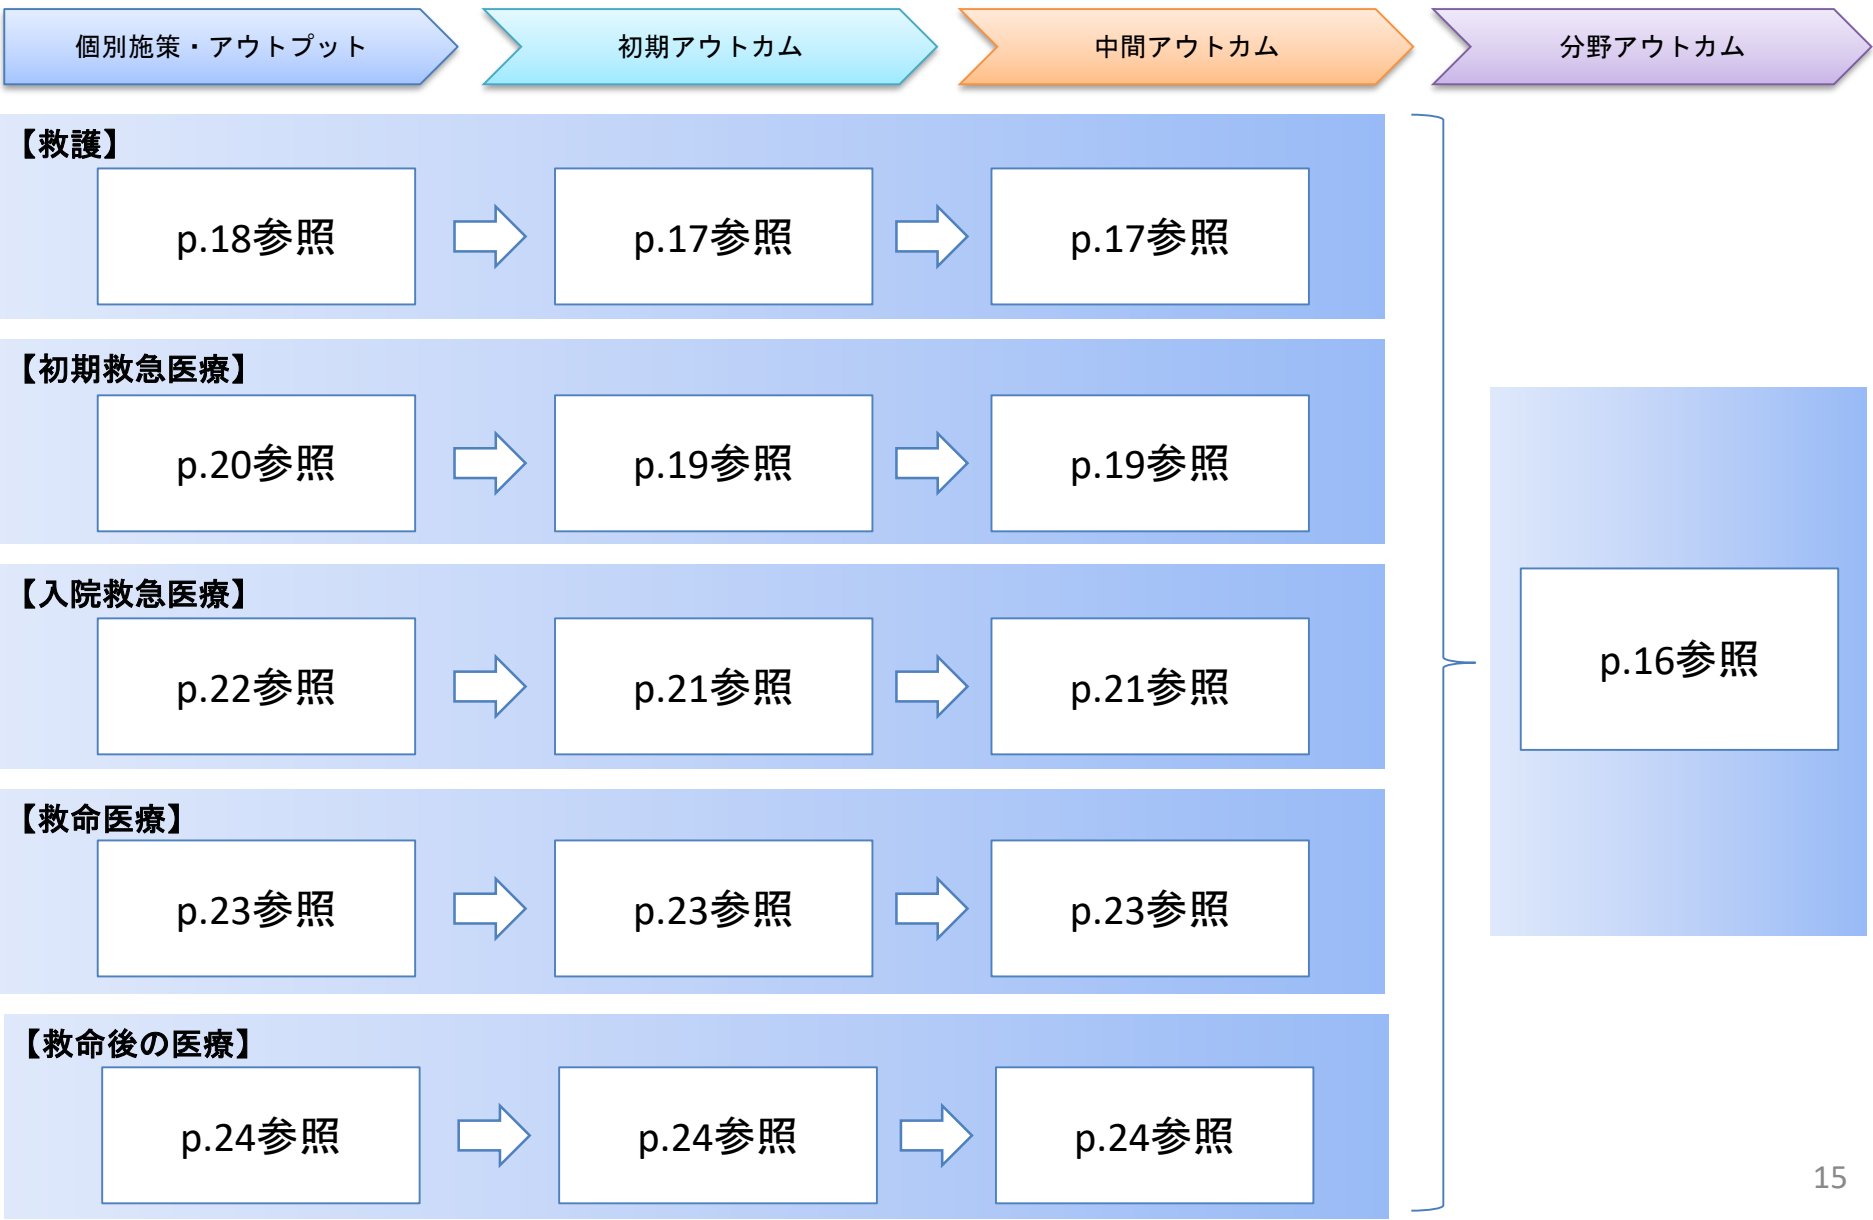 個別施策・アウトプット
初期アウトカム
中間アウトカム
分野アウトカム
【救護】
p.18参照
p.17参照
p.17参照
【初期救急医療】
p.20参照
p.19参照
p.19参照
【入院救急医療】
p.22参照
p.21参照
p.21参照
【救命医療】
p.23参照
p.23参照
p.23参照
【救命後の医療】
p.24参照
p.24参照
p.24参照
p.16参照
15